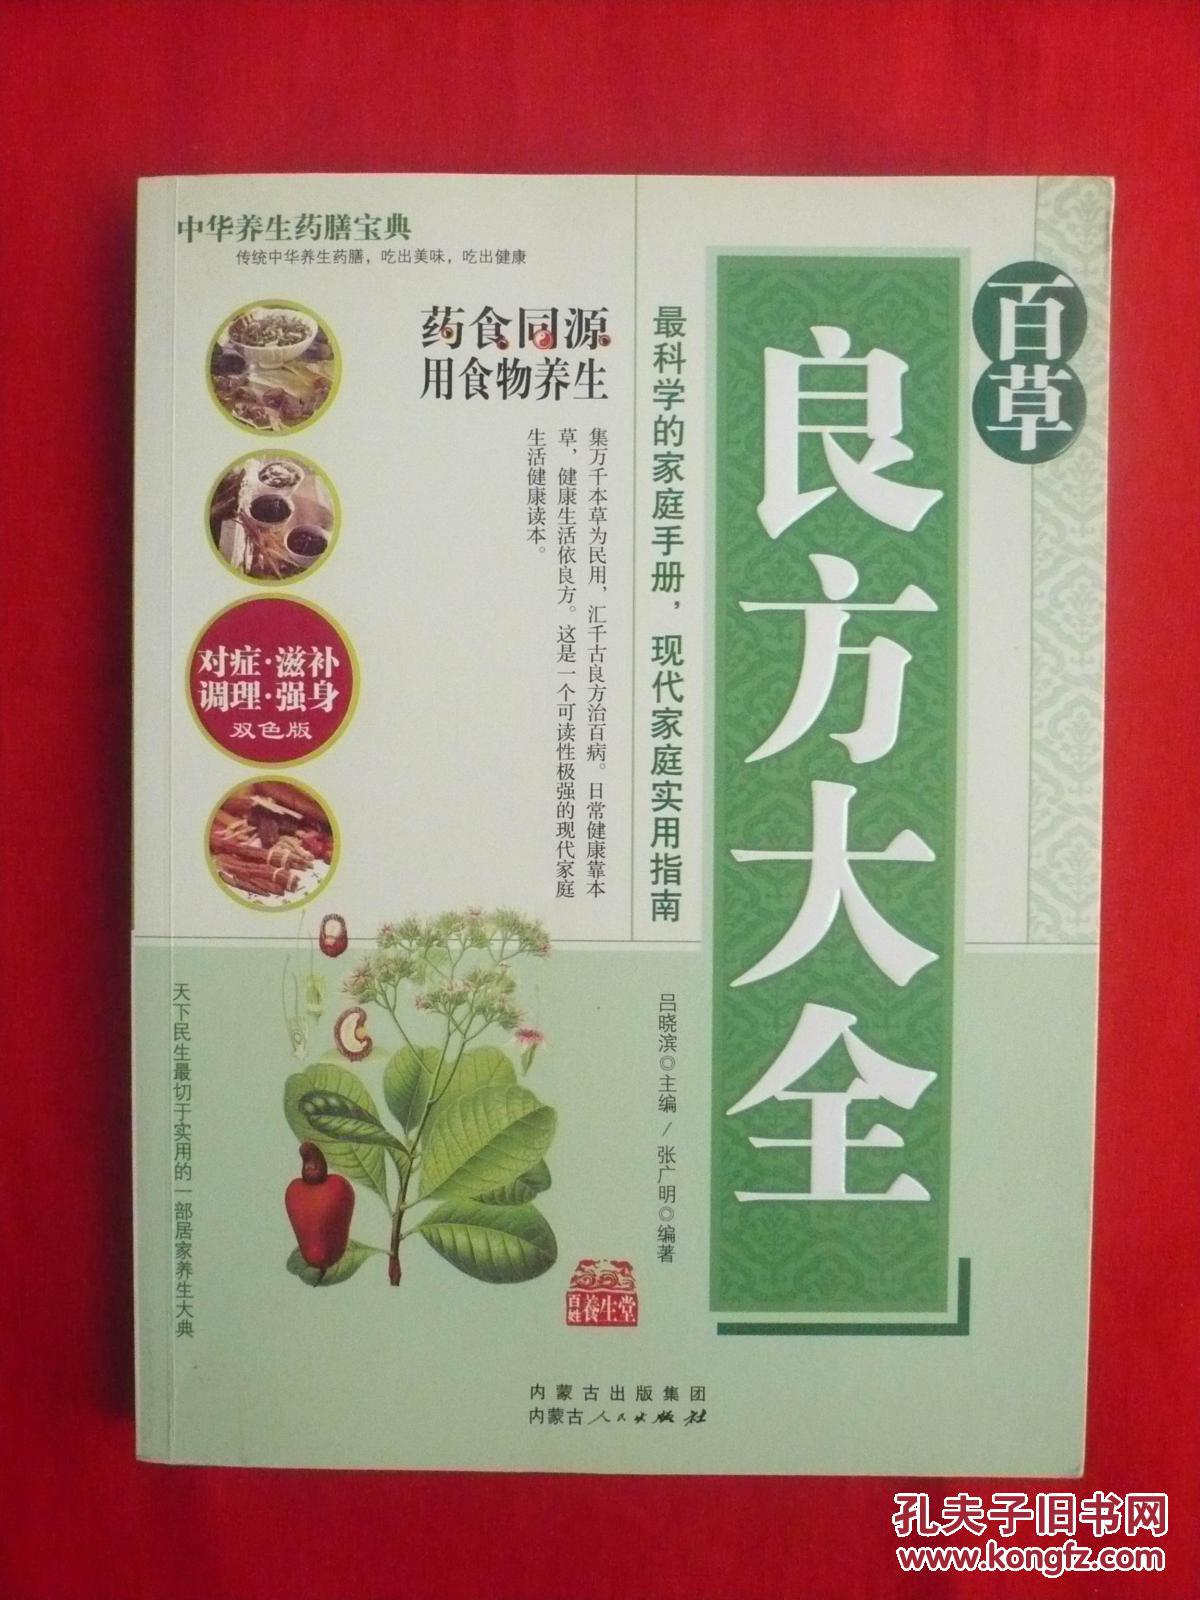 中华养生药膳宝典
传统中华养生药膳，吃出美味，吃出健康
百草
良方大全
最科学的家庭手册，现代家庭实用指南
药食同源
用食物养生
集万千本草为民用，汇千古良方治百病。日常健康靠本
草，健康生活依良方。这是一个可读性极强的现代家庭
生活健康读本。
对症·滋补
调理·强身
双色版
吕晓滨◎主编/张广明◎编著
天下民生最切于实用的一部居家养生大典
百姓養生堂
内蒙古出版集团
内蒙古人民出版社
孔夫子旧书网
www.kongfz.com